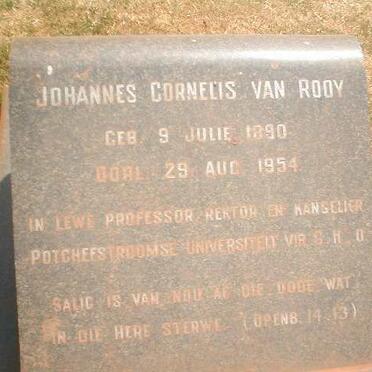 JOHANNES CORNELIS VAN ROOY
GEB. 9 JULIE 1890
OORL. 29 AUG. 1954
IN LEWE PROFESSOR REKTOR EN KANSELIER
POTCHEFSTROOMSE UNIVERSITEIT VIR C.H.O.
SALIG IS VAN NOU AF DIE DODE WAT
IN DIE HERE STERWE. (OPENB. 14:13)